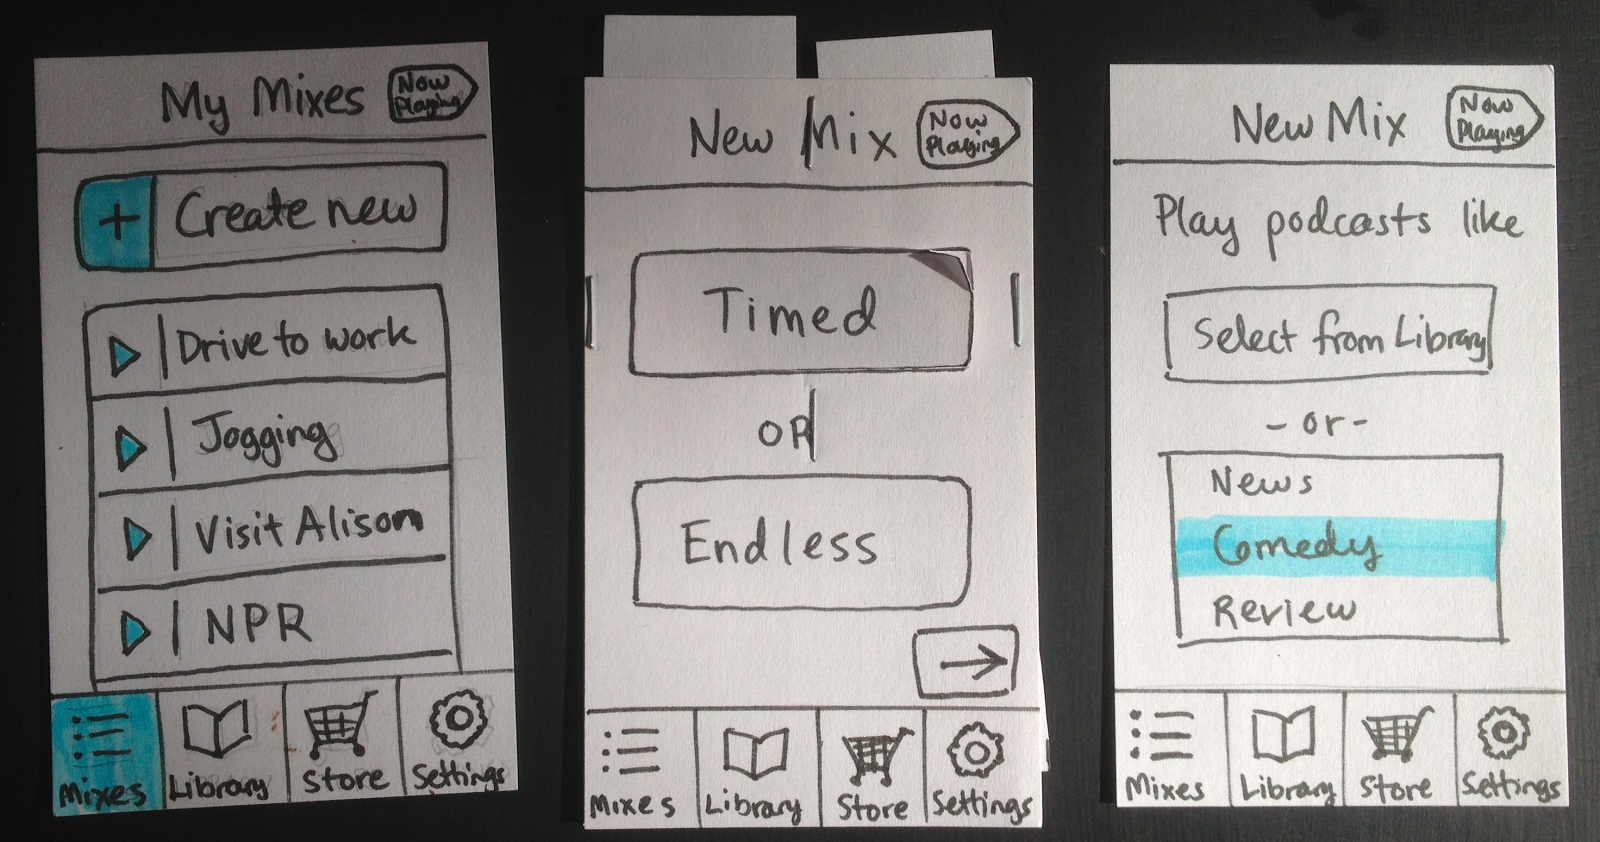 My Mixes
Now
Playing
+ Create new
Drive to work
Jogging
Visit Alison
NPR
Mixes
Library
Store
Settings
New Mix
Now
Playing
Timed
OR
Endless
Mixes
Library
Store
Settings
New Mix
Now
Playing
Play podcasts like
Select from Library
- or -
News
Comedy
Review
Mixes
Library
Store
Settings